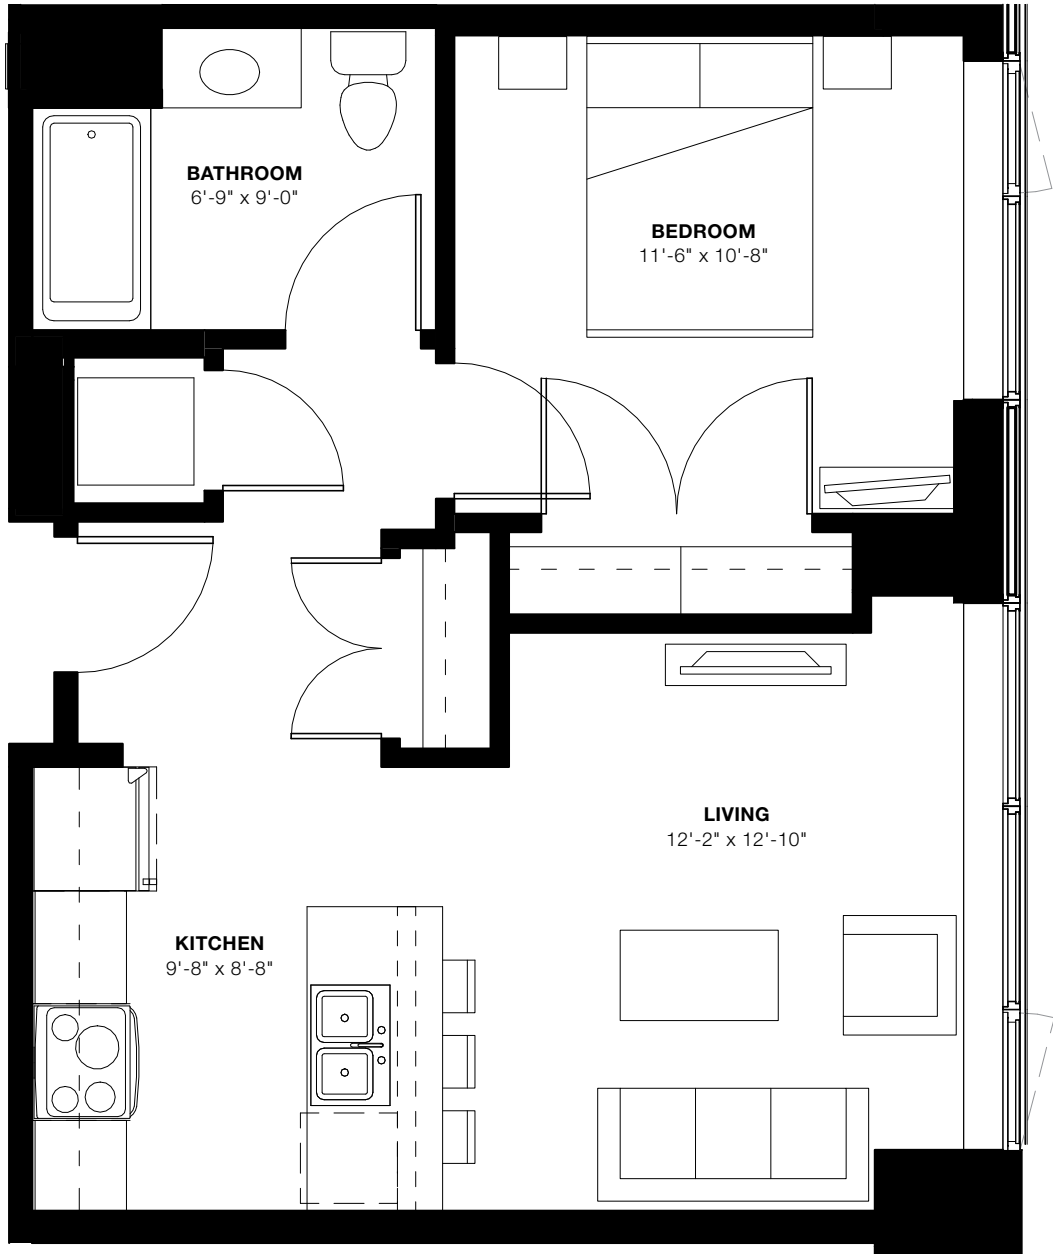 BATHROOM
6'-9" x 9'-0"
BEDROOM
11'-6" x 10'-8"
LIVING
12'-2" x 12'-10"
KITCHEN
9'-8" x 8'-8"